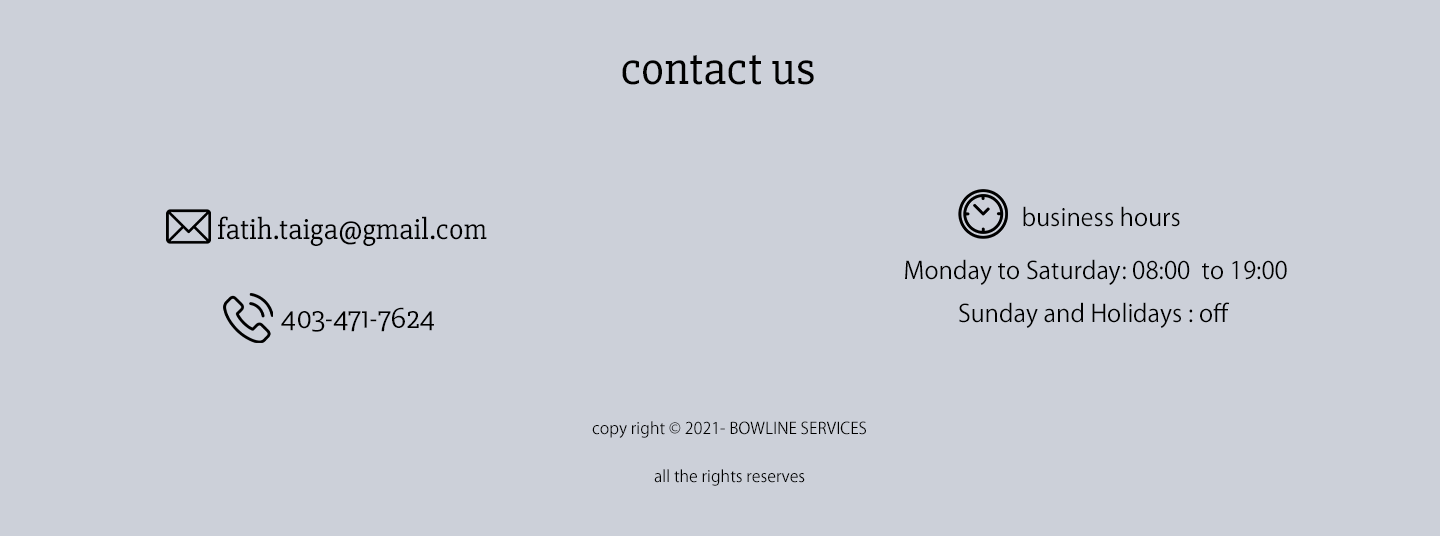 contact us
fatih.taiga@gmail.com
403-471-7624
business hours
Monday to Saturday: 08:00  to 19:00
Sunday and Holidays : off
copy right © 2021- BOWLINE SERVICES
all the rights reserves